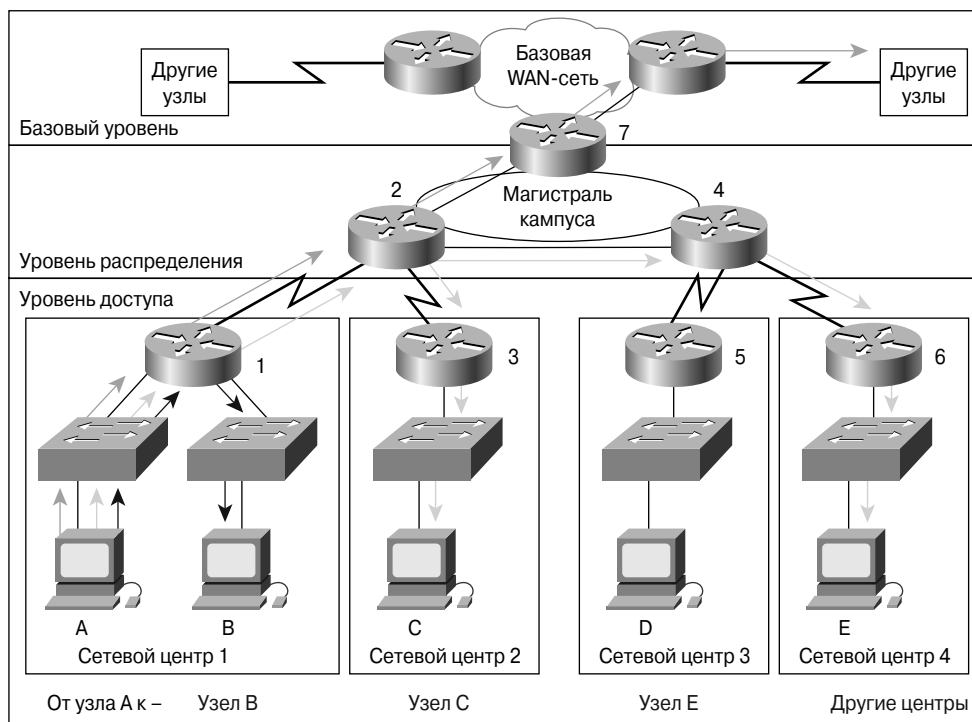 Другие
узлы
Базовая
WAN-сеть
Другие
узлы
Базовый уровень
7
2
4
Магистраль
кампуса
Уровень распределения
Уровень доступа
1
3
5
6
A
B
C
D
E
Сетевой центр 1
Сетевой центр 2
Сетевой центр 3
Сетевой центр 4
От узла А к –
Узел B
Узел C
Узел E
Другие центры